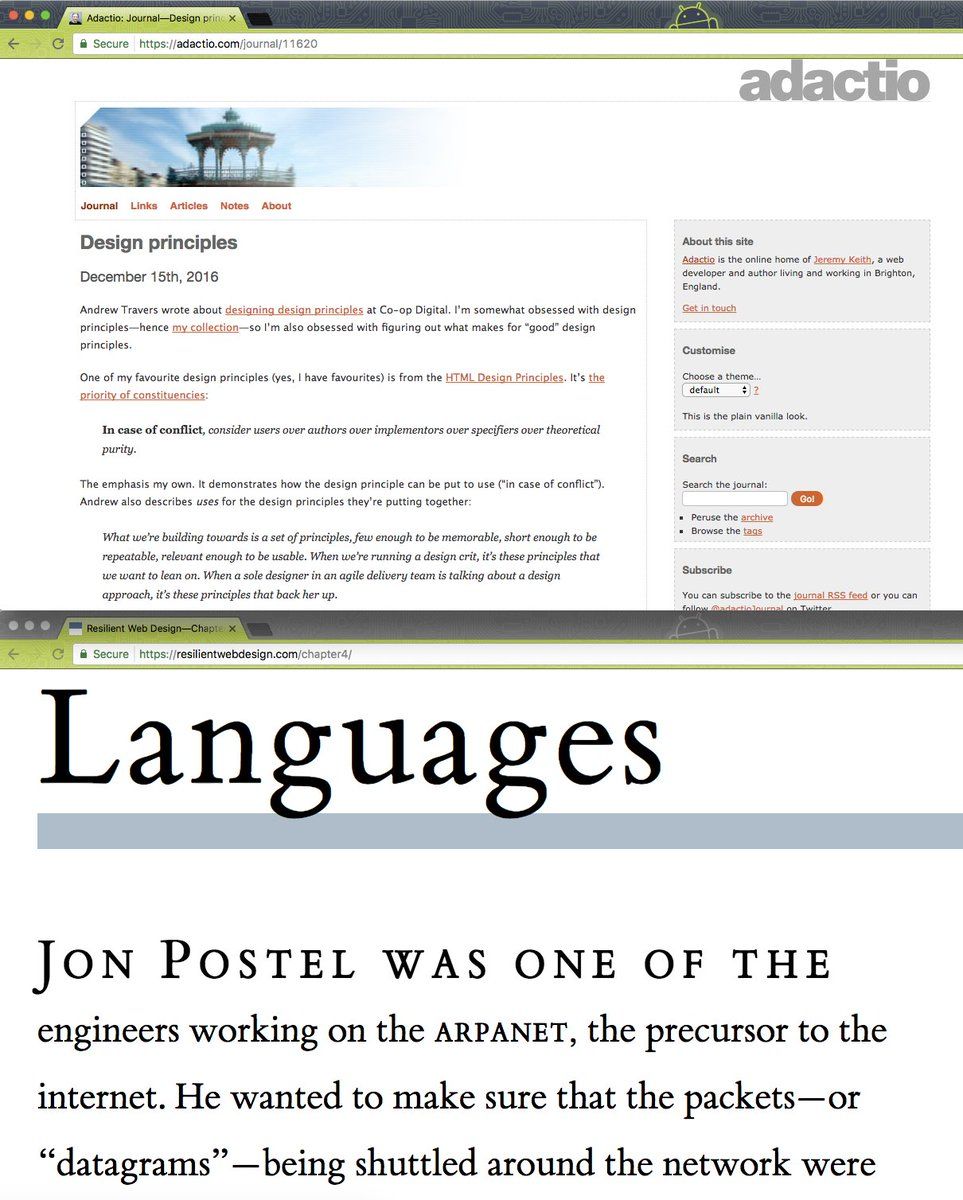 Adactio: Journal—Design princ
Secure https://adactio.com/journal/11620
adactio
Journal Links Articles Notes About
Design principles
December 15th, 2016
Andrew Travers wrote about designing design principles at Co-op Digital. I’m somewhat obsessed with design
principles—hence my collection—so I’m also obsessed with figuring out what makes for “good” design
principles.
One of my favourite design principles (yes, I have favourites) is from the HTML Design Principles. It’s the
priority of constituencies:
In case of conflict, consider users over authors over implementors over specifiers over theoretical
purity.
The emphasis my own. It demonstrates how the design principle can be put to use (“in case of conflict”).
Andrew also describes uses for the design principles they’re putting together:
What we’re building towards is a set of principles, few enough to be memorable, short enough to be
repeatable, relevant enough to be usable. When we’re running a design crit, it’s these principles that
we want to lean on. When a sole designer in an agile delivery team is talking about a design
approach, it’s these principles that back her up.
About this site
Adactio is the online home of Jeremy Keith, a web
developer and author living and working in Brighton,
England.
Get in touch
Customise
Choose a theme...
default ?
This is the plain vanilla look.
Search
Search the journal:
Go!
Peruse the archive
Browse the tags
Subscribe
You can subscribe to the journal RSS feed or you can
follow @adactioJournal on Twitter
Resilient Web Design—Chapte
Secure https://resilientwebdesign.com/chapter4/
Languages
Jon Postel was one of the
engineers working on the ARPANET, the precursor to the
internet. He wanted to make sure that the packets—or
“datagrams”—being shuttled around the network were